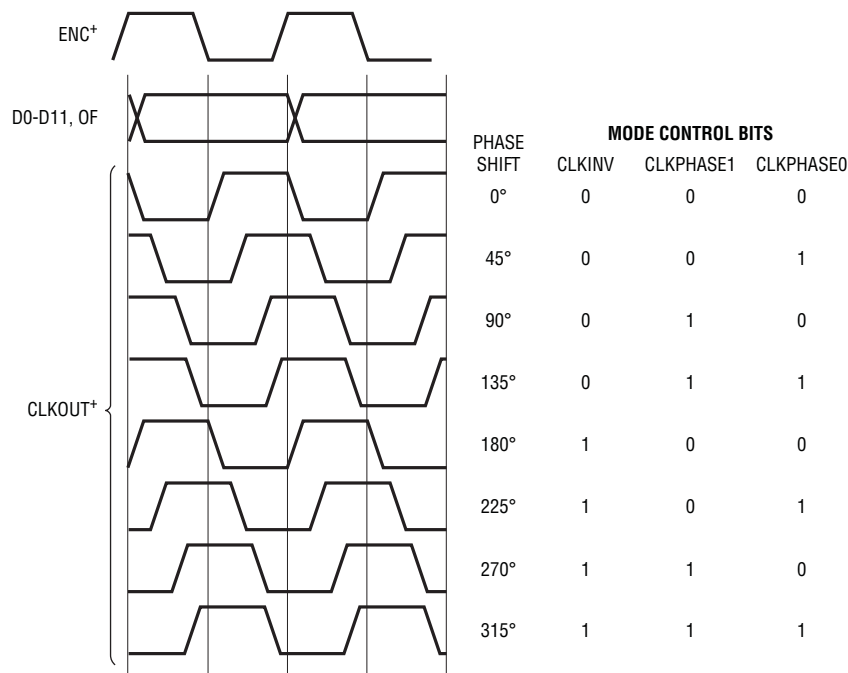 ENC+
D0-D11, OF
CLKOUT+
MODE CONTROL BITS
PHASE SHIFT CLKINV CLKPHASE1 CLKPHASE0
0° 0 0 0
45° 0 0 1
90° 0 1 0
135° 0 1 1
180° 1 0 0
225° 1 0 1
270° 1 1 0
315° 1 1 1